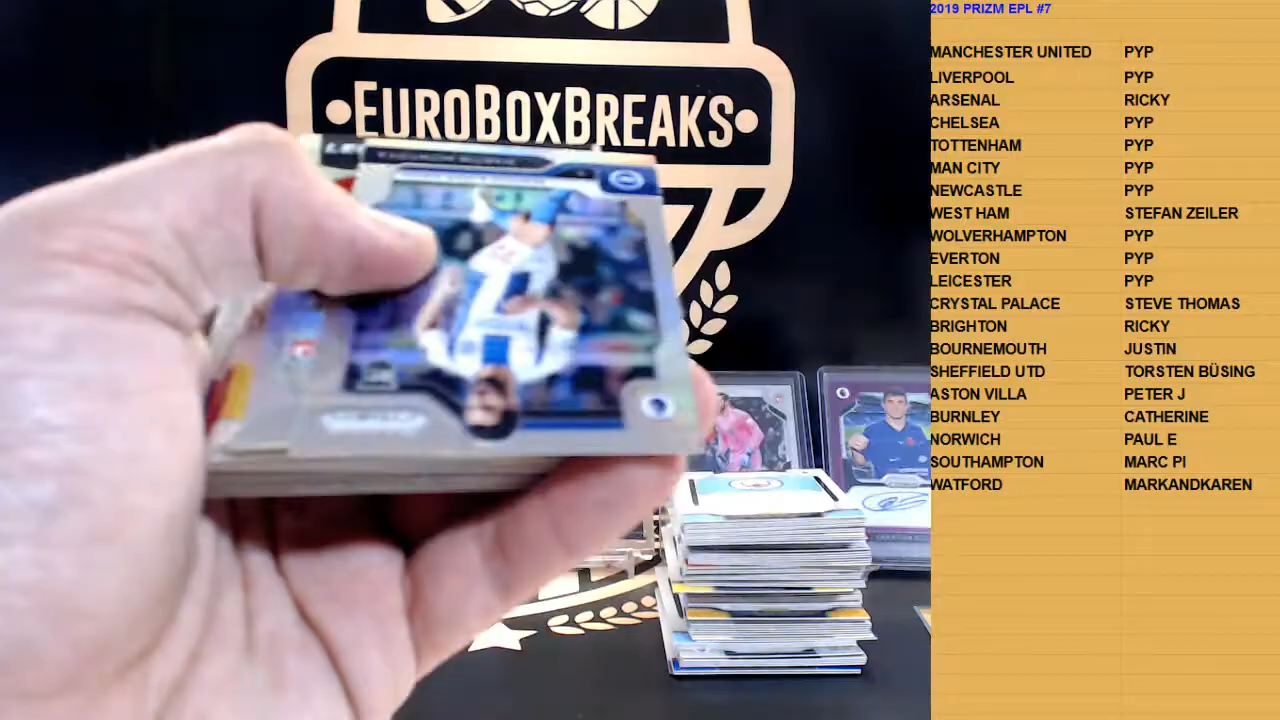 EUROBOXBREAKS
2019 PRIZM EPL #7
MANCHESTER UNITED PYP
LIVERPOOL PYP
ARSENAL RICKY
CHELSEA PYP
TOTTENHAM PYP
MAN CITY PYP
NEWCASTLE PYP
WEST HAM STEFAN ZEILER
WOLVERHAMPTON PYP
EVERTON PYP
LEICESTER PYP
CRYSTAL PALACE STEVE THOMAS
BRIGHTON RICKY
BOURNEMOUTH JUSTIN
SHEFFIELD UTD TORSTEN BÜSING
ASTON VILLA PETER J
BURNLEY CATHERINE
NORWICH PAUL E
SOUTHAMPTON MARC PI
WATFORD MARKANDKAREN